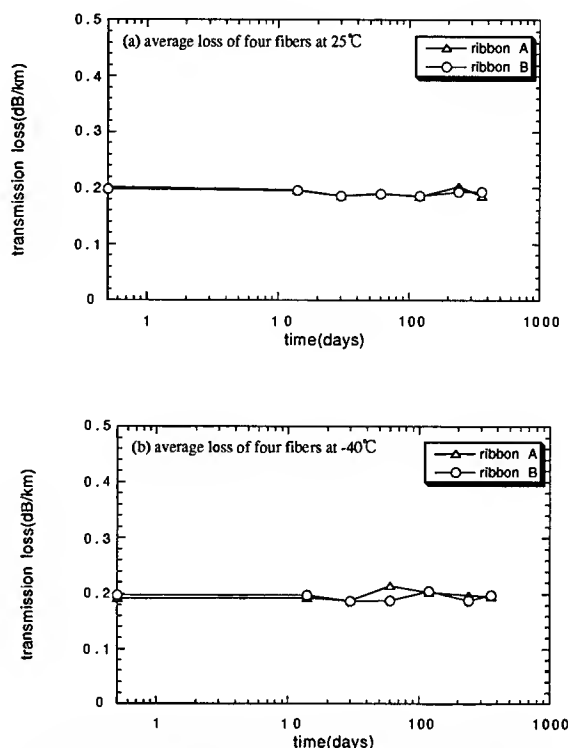 (a) average loss of four fibers at 25℃
ribbon A
ribbon B
transmission loss(dB/km)
0.5
0.4
0.3
0.2
0.1
0
1
10
100
1000
time(days)
(b) average loss of four fibers at -40℃
ribbon A
ribbon B
transmission loss(dB/km)
0.5
0.4
0.3
0.2
0.1
0
1
10
100
1000
time(days)